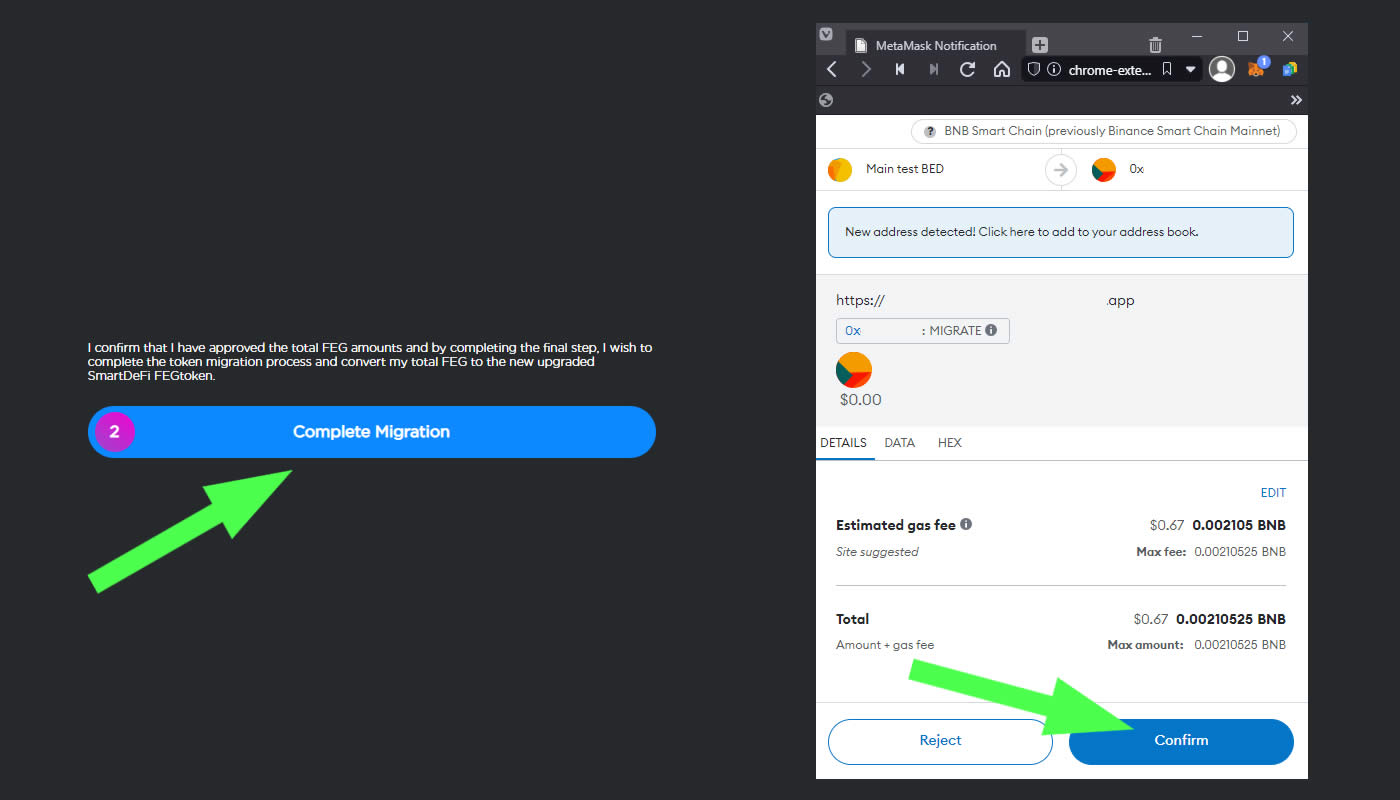 I confirm that I have approved the total FEG amounts and by completing the final step, I wish to
complete the token migration process and convert my total FEG to the new upgraded
SmartDeFi FEGtoken.
2 Complete Migration
MetaMask Notification
chrome-exte... 1
BNB Smart Chain (previously Binance Smart Chain Mainnet)
Main test BED 0x
New address detected! Click here to add to your address book.
https:// .app
0x : MIGRATE
$0.00
DETAILS DATA HEX
EDIT
Estimated gas fee $0.67 0.002105 BNB
Site suggested Max fee: 0.00210525 BNB
Total $0.67 0.00210525 BNB
Amount + gas fee Max amount: 0.00210525 BNB
Reject Confirm